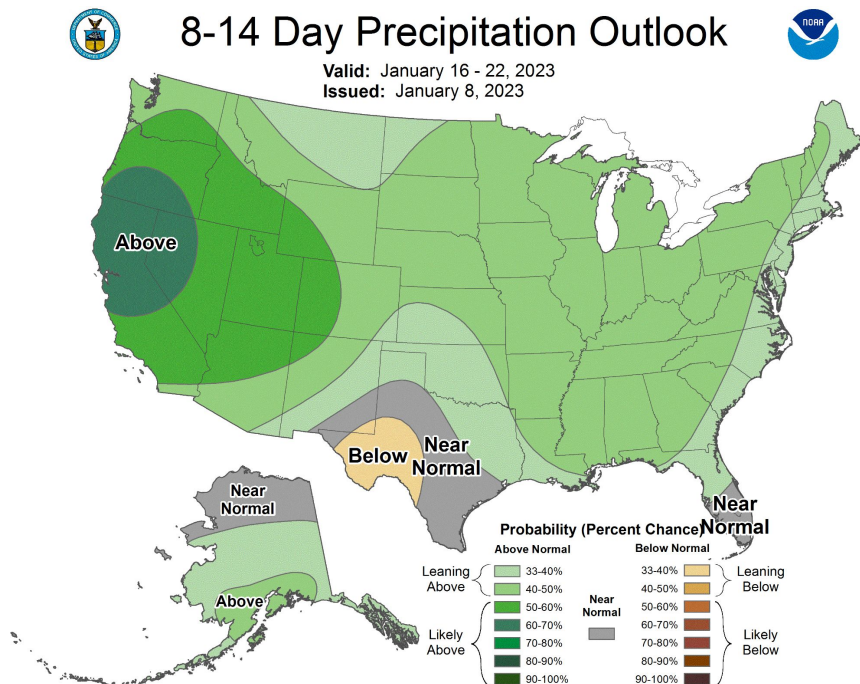 8-14 Day Precipitation Outlook
NOAA
Valid: January 16 - 22, 2023
Issued: January 8, 2023
Above
Below
Near
Normal
Near
Normal
Near
Normal
Above
Probability (Percent Chance)
Above Normal
Below Normal
Leaning
Above
33-40%
40-50%
Likely
Above
50-60%
60-70%
70-80%
80-90%
90-100%
Near
Normal
33-40%
40-50%
Leaning
Below
50-60%
60-70%
70-80%
80-90%
90-100%
Likely
Below